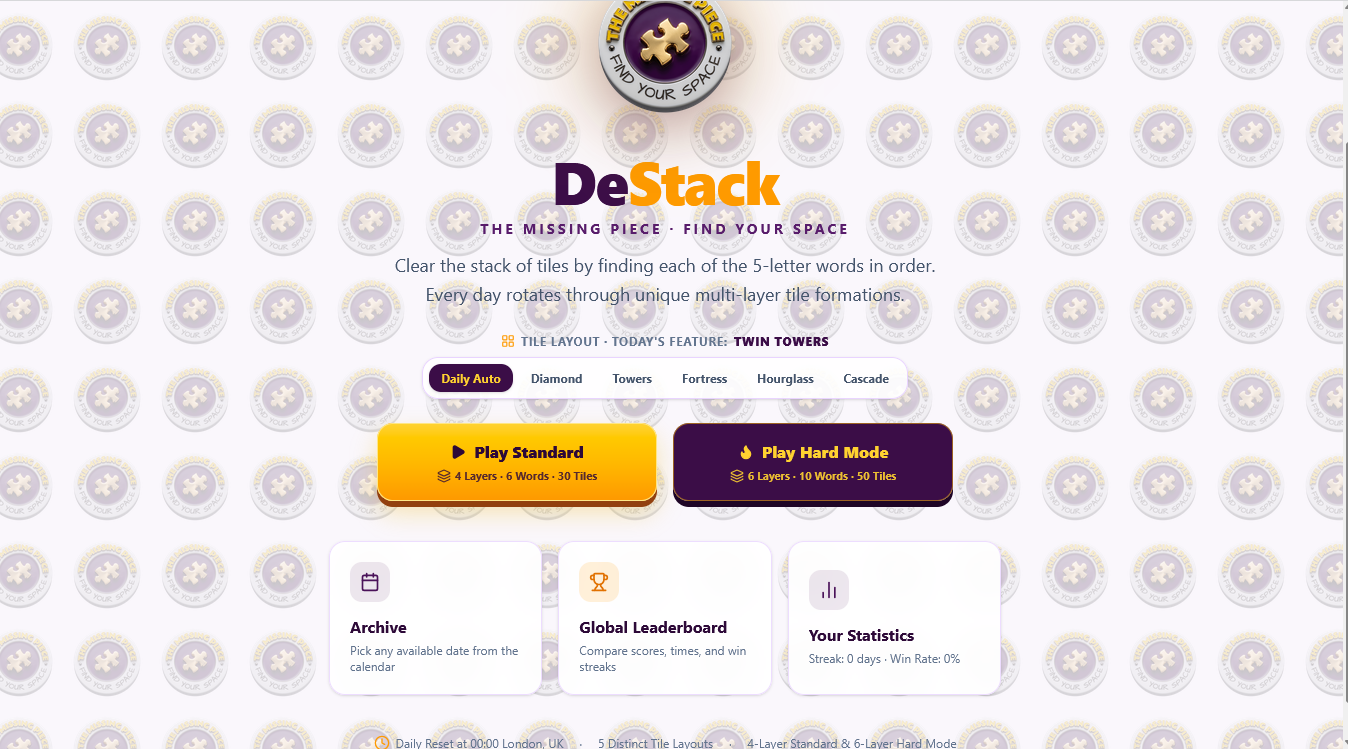 THE M PIECE
FIND YOUR SPACE
DeStack
THE MISSING PIECE · FIND YOUR SPACE
Clear the stack of tiles by finding each of the 5-letter words in order.
Every day rotates through unique multi-layer tile formations.
TILE LAYOUT · TODAY'S FEATURE: TWIN TOWERS
Daily Auto Diamond Towers Fortress Hourglass Cascade
Play Standard
4 Layers · 6 Words · 30 Tiles
Play Hard Mode
6 Layers · 10 Words · 50 Tiles
Archive
Pick any available date from the
calendar
Global Leaderboard
Compare scores, times, and win
streaks
Your Statistics
Streak: 0 days · Win Rate: 0%
Daily Reset at 00:00 London, UK · 5 Distinct Tile Layouts · 4-Layer Standard & 6-Layer Hard Mode